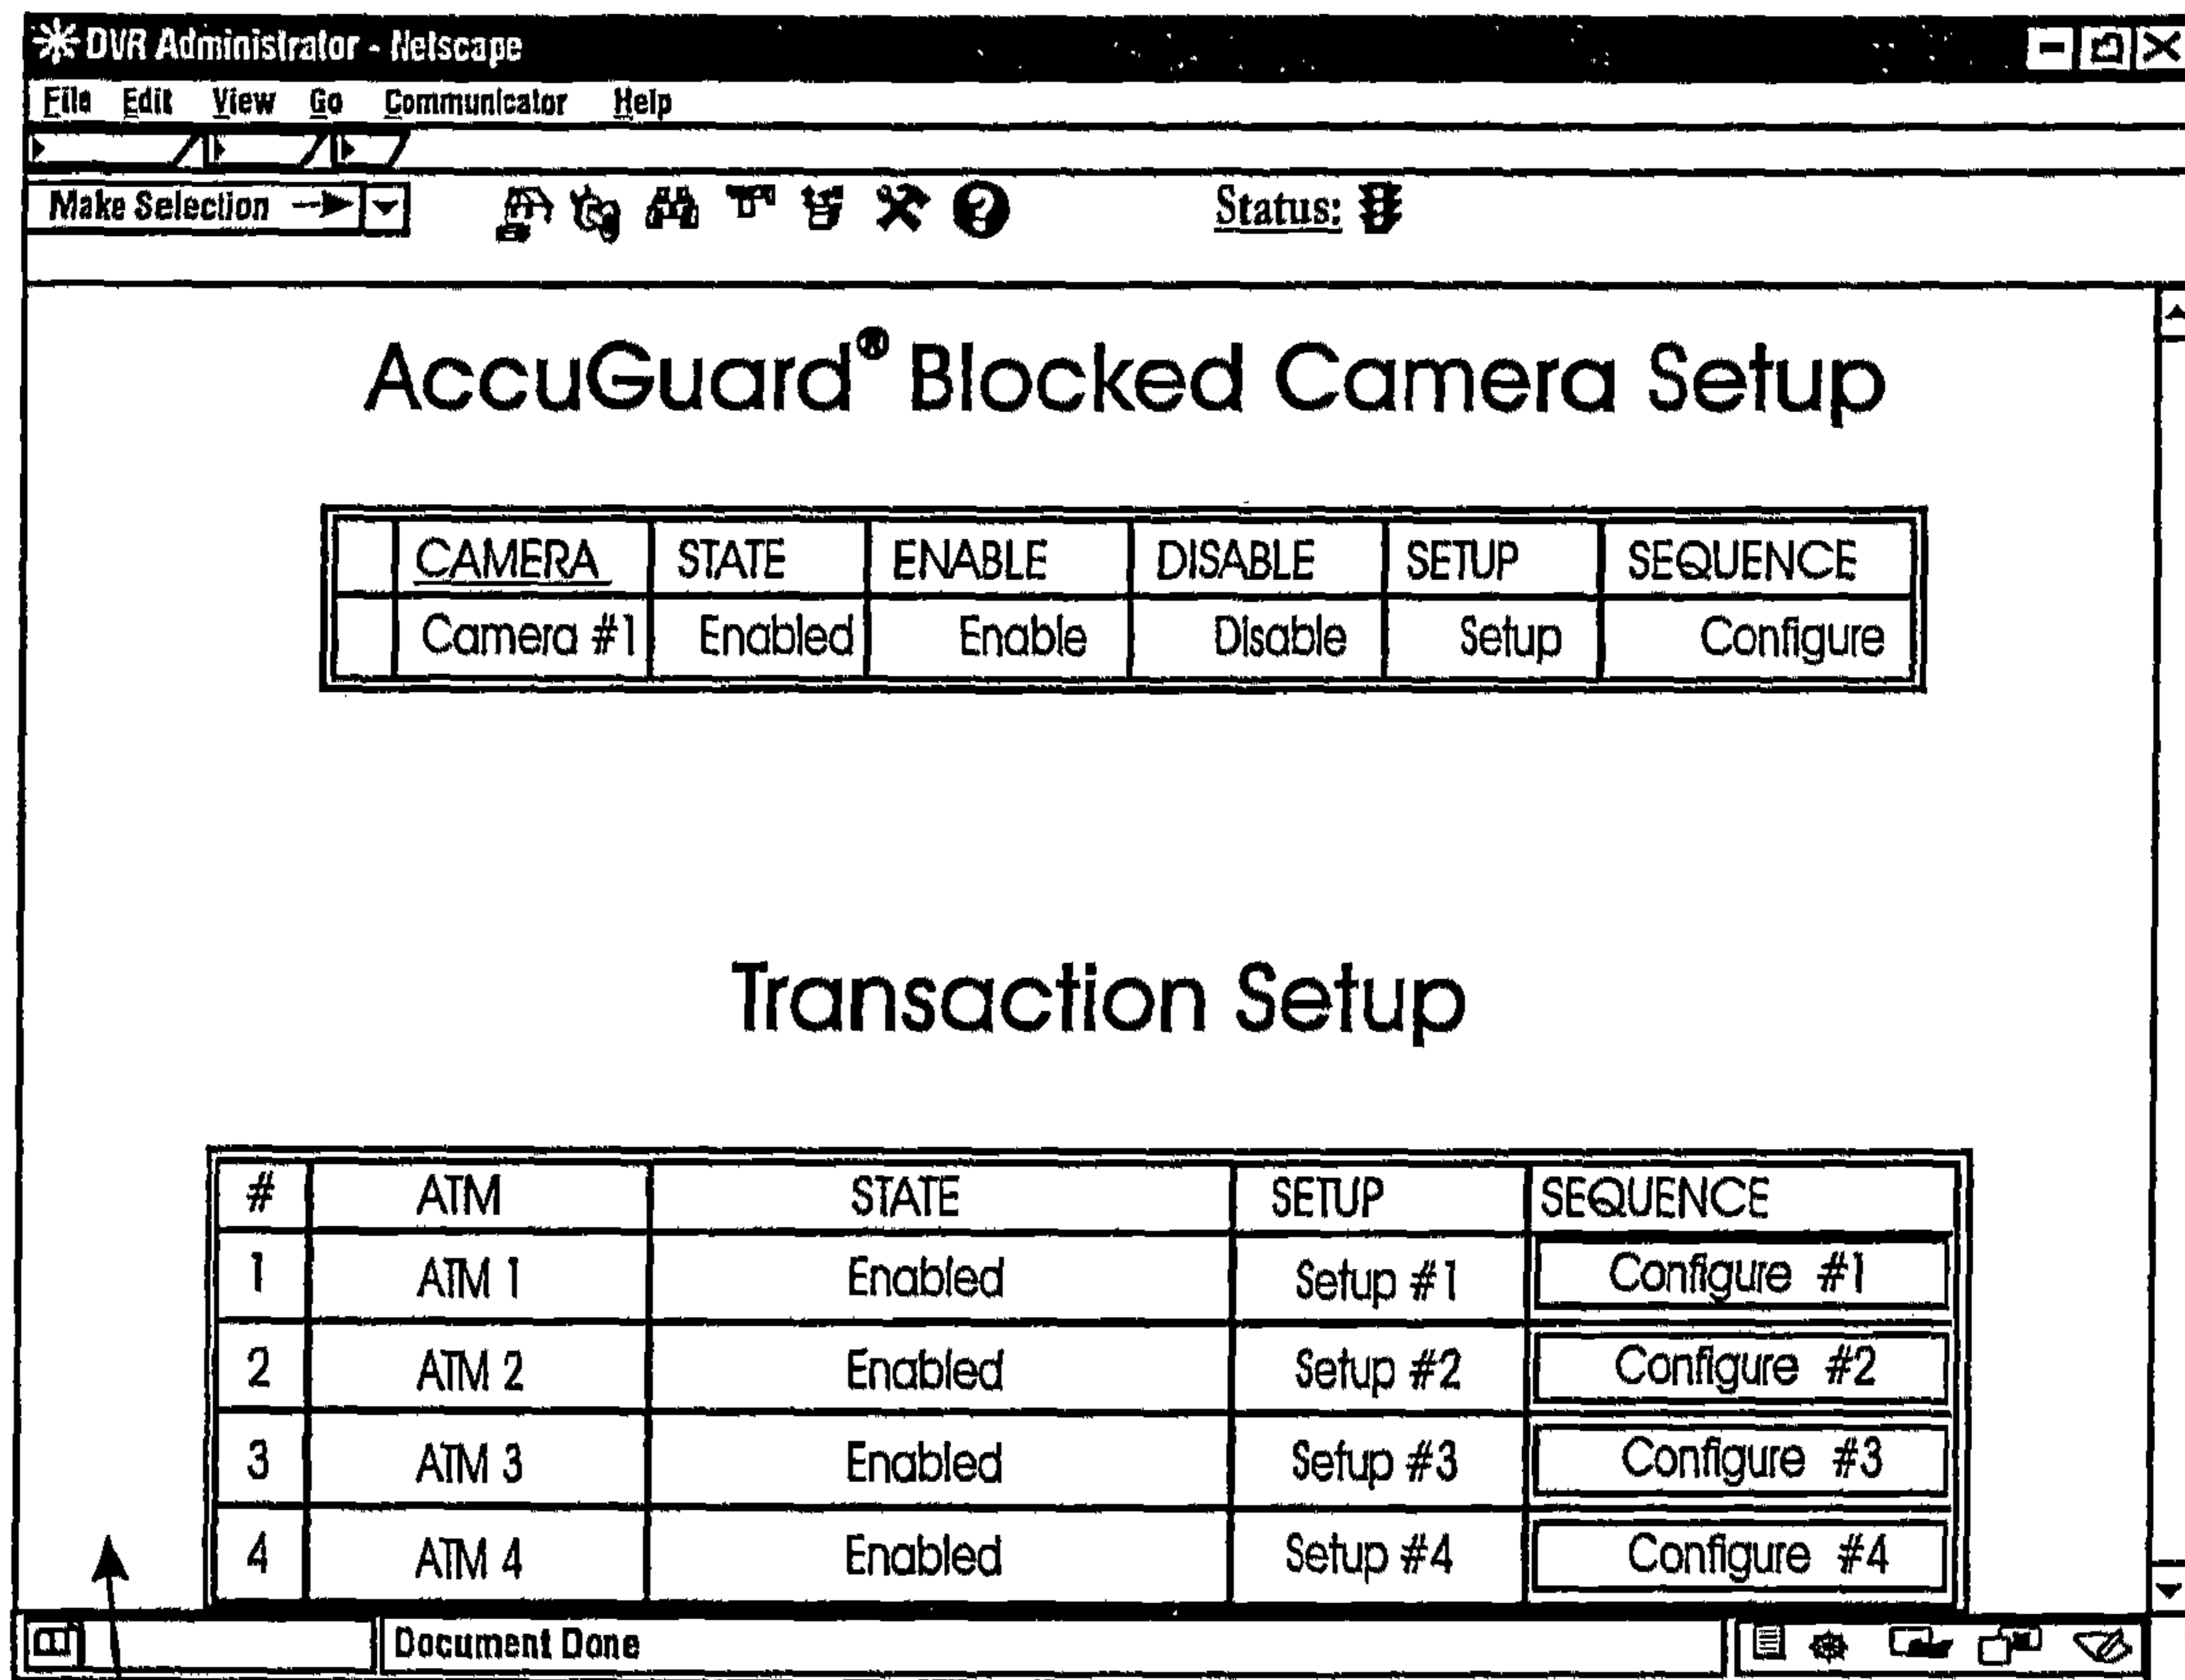 DVR Administrator - Netscape
File Edit View Go Communicator Help
Make Selection Status:
AccuGuard® Blocked Camera Setup
CAMERA STATE ENABLE DISABLE SETUP SEQUENCE
Camera #1 Enabled Enable Disable Setup Configure
Transaction Setup
# ATM STATE SETUP SEQUENCE
1 ATM 1 Enabled Setup #1 Configure #1
2 ATM 2 Enabled Setup #2 Configure #2
3 ATM 3 Enabled Setup #3 Configure #3
4 ATM 4 Enabled Setup #4 Configure #4
Document Done